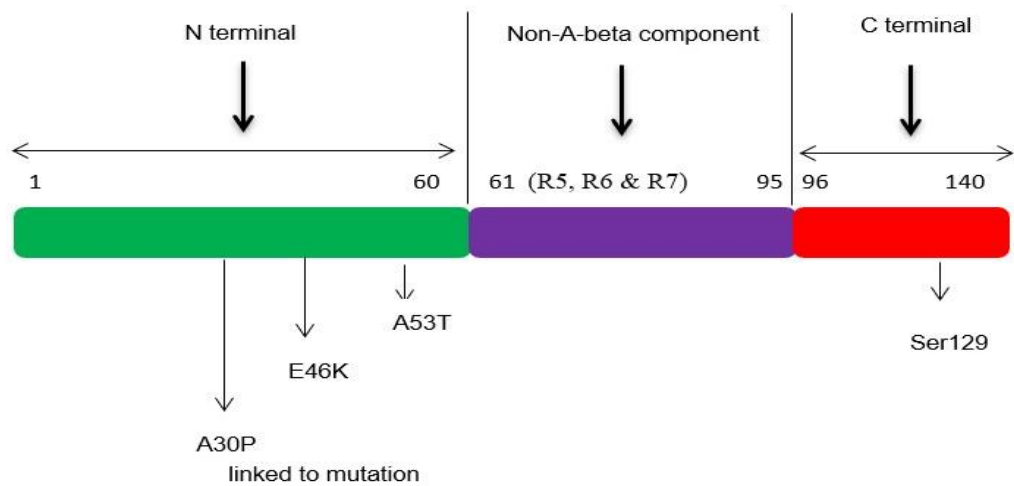 N terminal
Non-A-beta component
C terminal
1
60
61 (R5, R6 & R7)
95
96
140
A53T
Ser129
E46K
A30P
linked to mutation